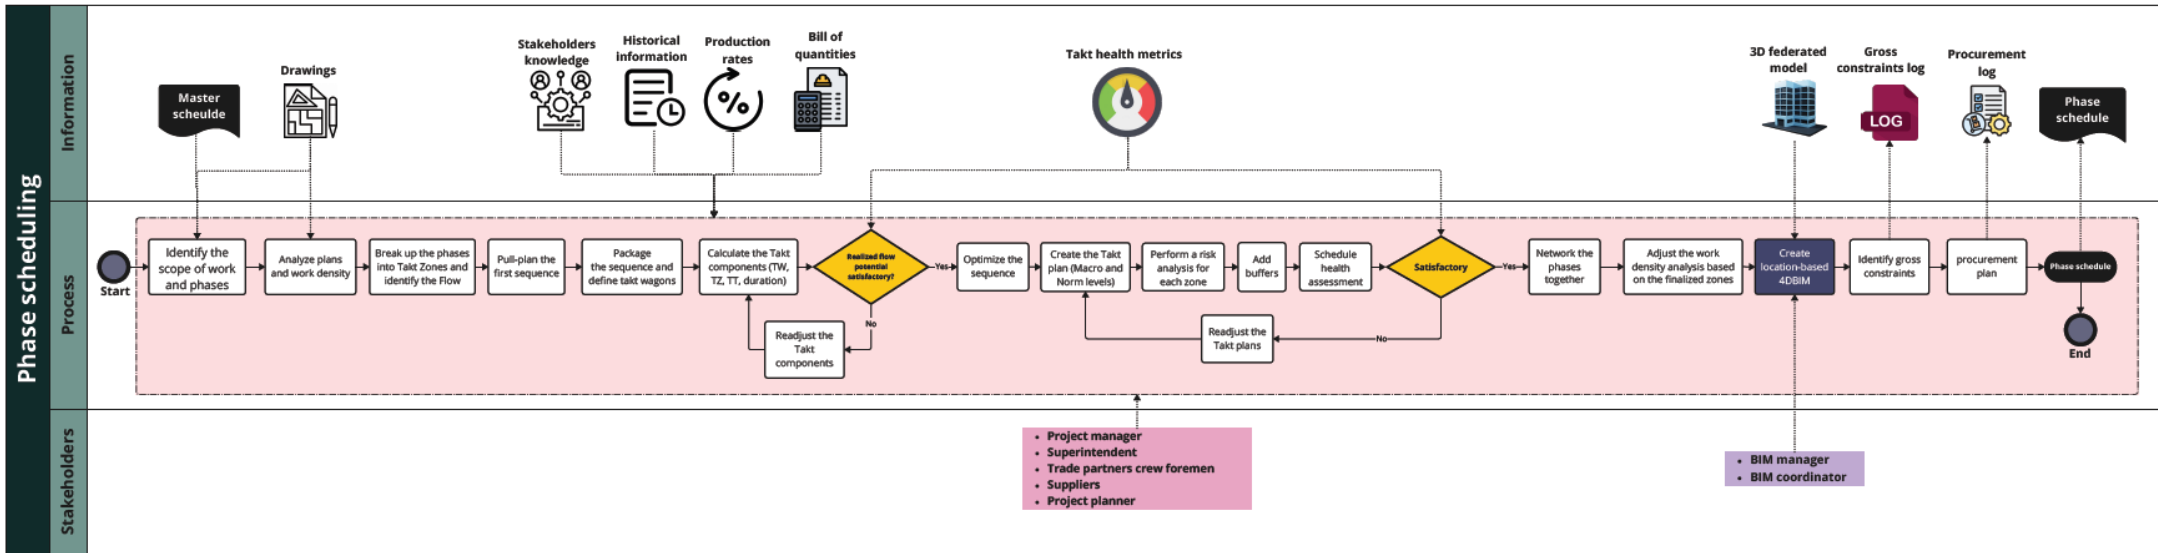 Phase scheduling
Information
Process
Stakeholders
Master
scheulde
Drawings
Stakeholders
knowledge
Historical
information
Production
rates
Bill of
quantities
Takt health metrics
3D federated
model
Gross
constraints log
LOG
Procurement
log
Phase
schedule
Start
Identify the
scope of work
and phases
Analyze plans
and work density
Break up the phases
into Takt Zones and
identify the Flow
Pull-plan the
first sequence
Package
the sequence and
define takt wagons
Calculate the Takt
components (TW,
TZ, TT, duration)
Realized flow
potential
satisfactory?
Yes
No
Readjust the
Takt
components
Optimize the
sequence
Create the Takt
plan (Macro and
Norm levels)
Perform a risk
analysis for
each zone
Add
buffers
Schedule
health
assessment
Satisfactory
Yes
No
Readjust the
Takt plans
Network the
phases
together
Adjust the work
density analysis based
on the finalized zones
Create
location-based
4DBIM
Identify gross
constraints
procurement
plan
Phase schedule
End
• Project manager
• Superintendent
• Trade partners crew foremen
• Suppliers
• Project planner
• BIM manager
• BIM coordinator